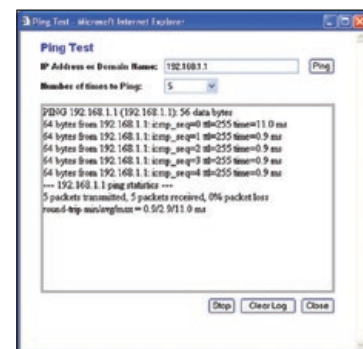 Ping Test - Microsoft Internet Explorer
Ping Test
IP Address or Domain Name: 192.168.1.1 Ping
Number of times to Ping: 5
PING 192.168.1.1 (192.168.1.1): 56 data bytes
64 bytes from 192.168.1.1: icmp_seq=0 ttl=255 time=11.0 ms
64 bytes from 192.168.1.1: icmp_seq=1 ttl=255 time=0.9 ms
64 bytes from 192.168.1.1: icmp_seq=2 ttl=255 time=0.9 ms
64 bytes from 192.168.1.1: icmp_seq=3 ttl=255 time=0.9 ms
64 bytes from 192.168.1.1: icmp_seq=4 ttl=255 time=0.9 ms
--- 192.168.1.1 ping statistics ---
5 packets transmitted, 5 packets received, 0% packet loss
round-trip min/avg/max = 0.9/2.9/11.0 ms
Stop Clear Log Close